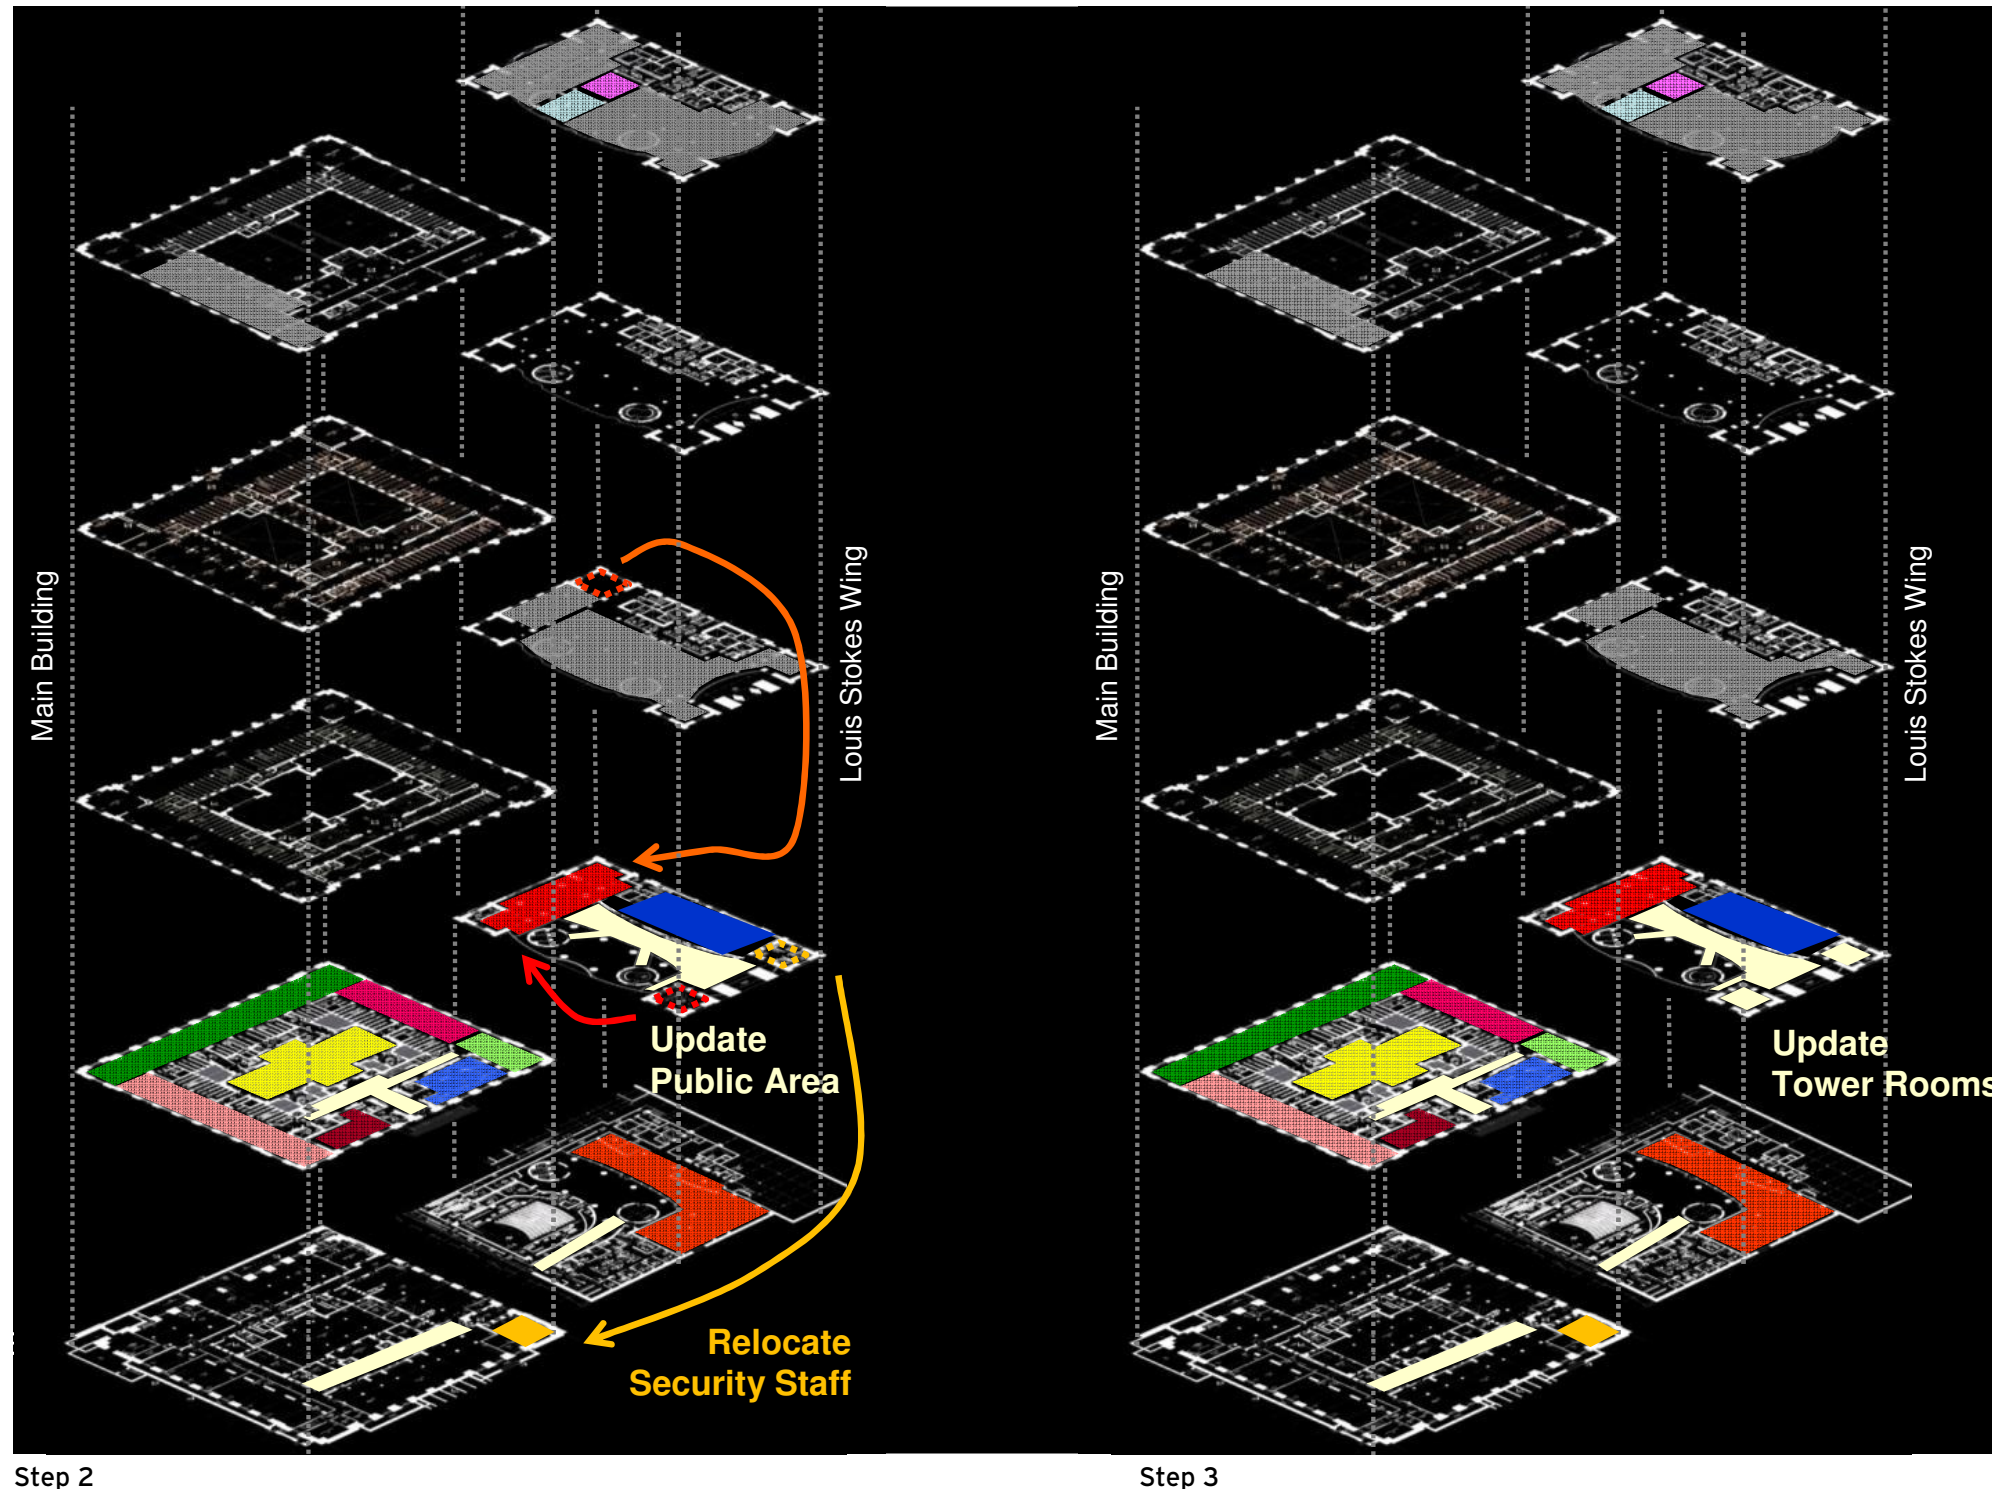 Main Building
Louis Stokes Wing
Update
Public Area
Relocate
Security Staff
Step 2
Main Building
Louis Stokes Wing
Update
Tower Rooms
Step 3